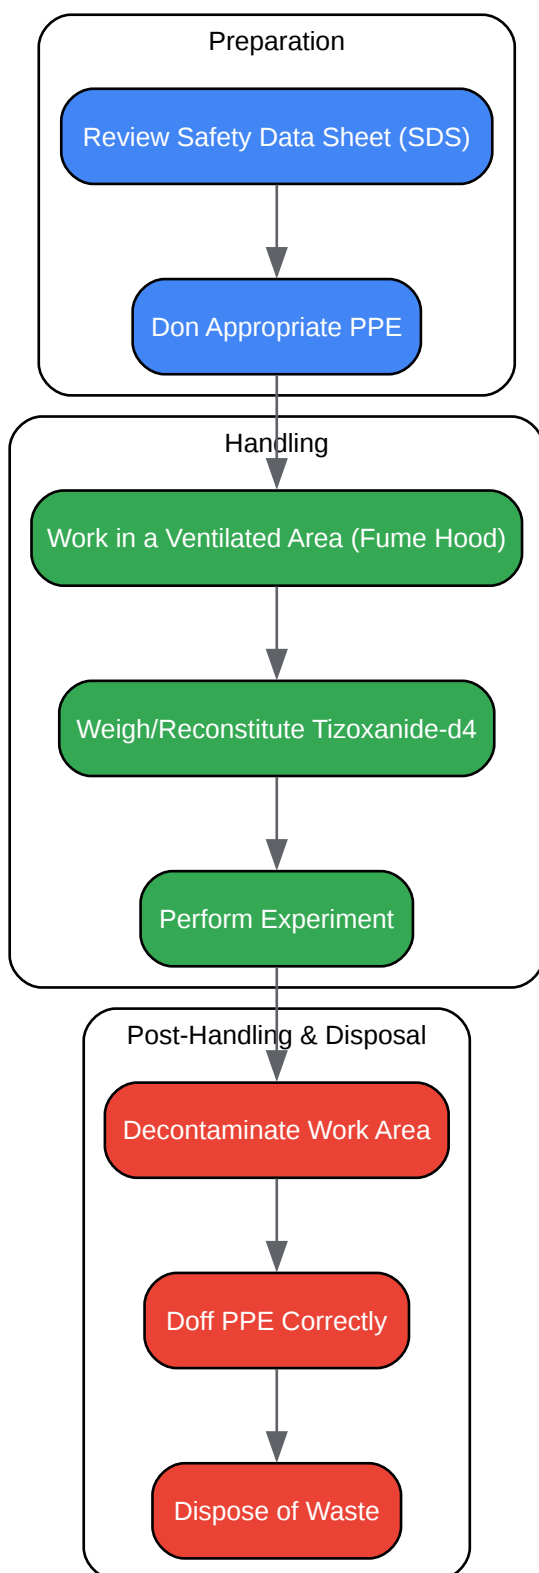 Preparation
Review Safety Data Sheet (SDS)
Don Appropriate PPE
Handling
Work in a Ventilated Area (Fume Hood)
Weigh/Reconstitute Tizoxanide-d4
Perform Experiment
Post-Handling & Disposal
Decontaminate Work Area
Doff PPE Correctly
Dispose of Waste